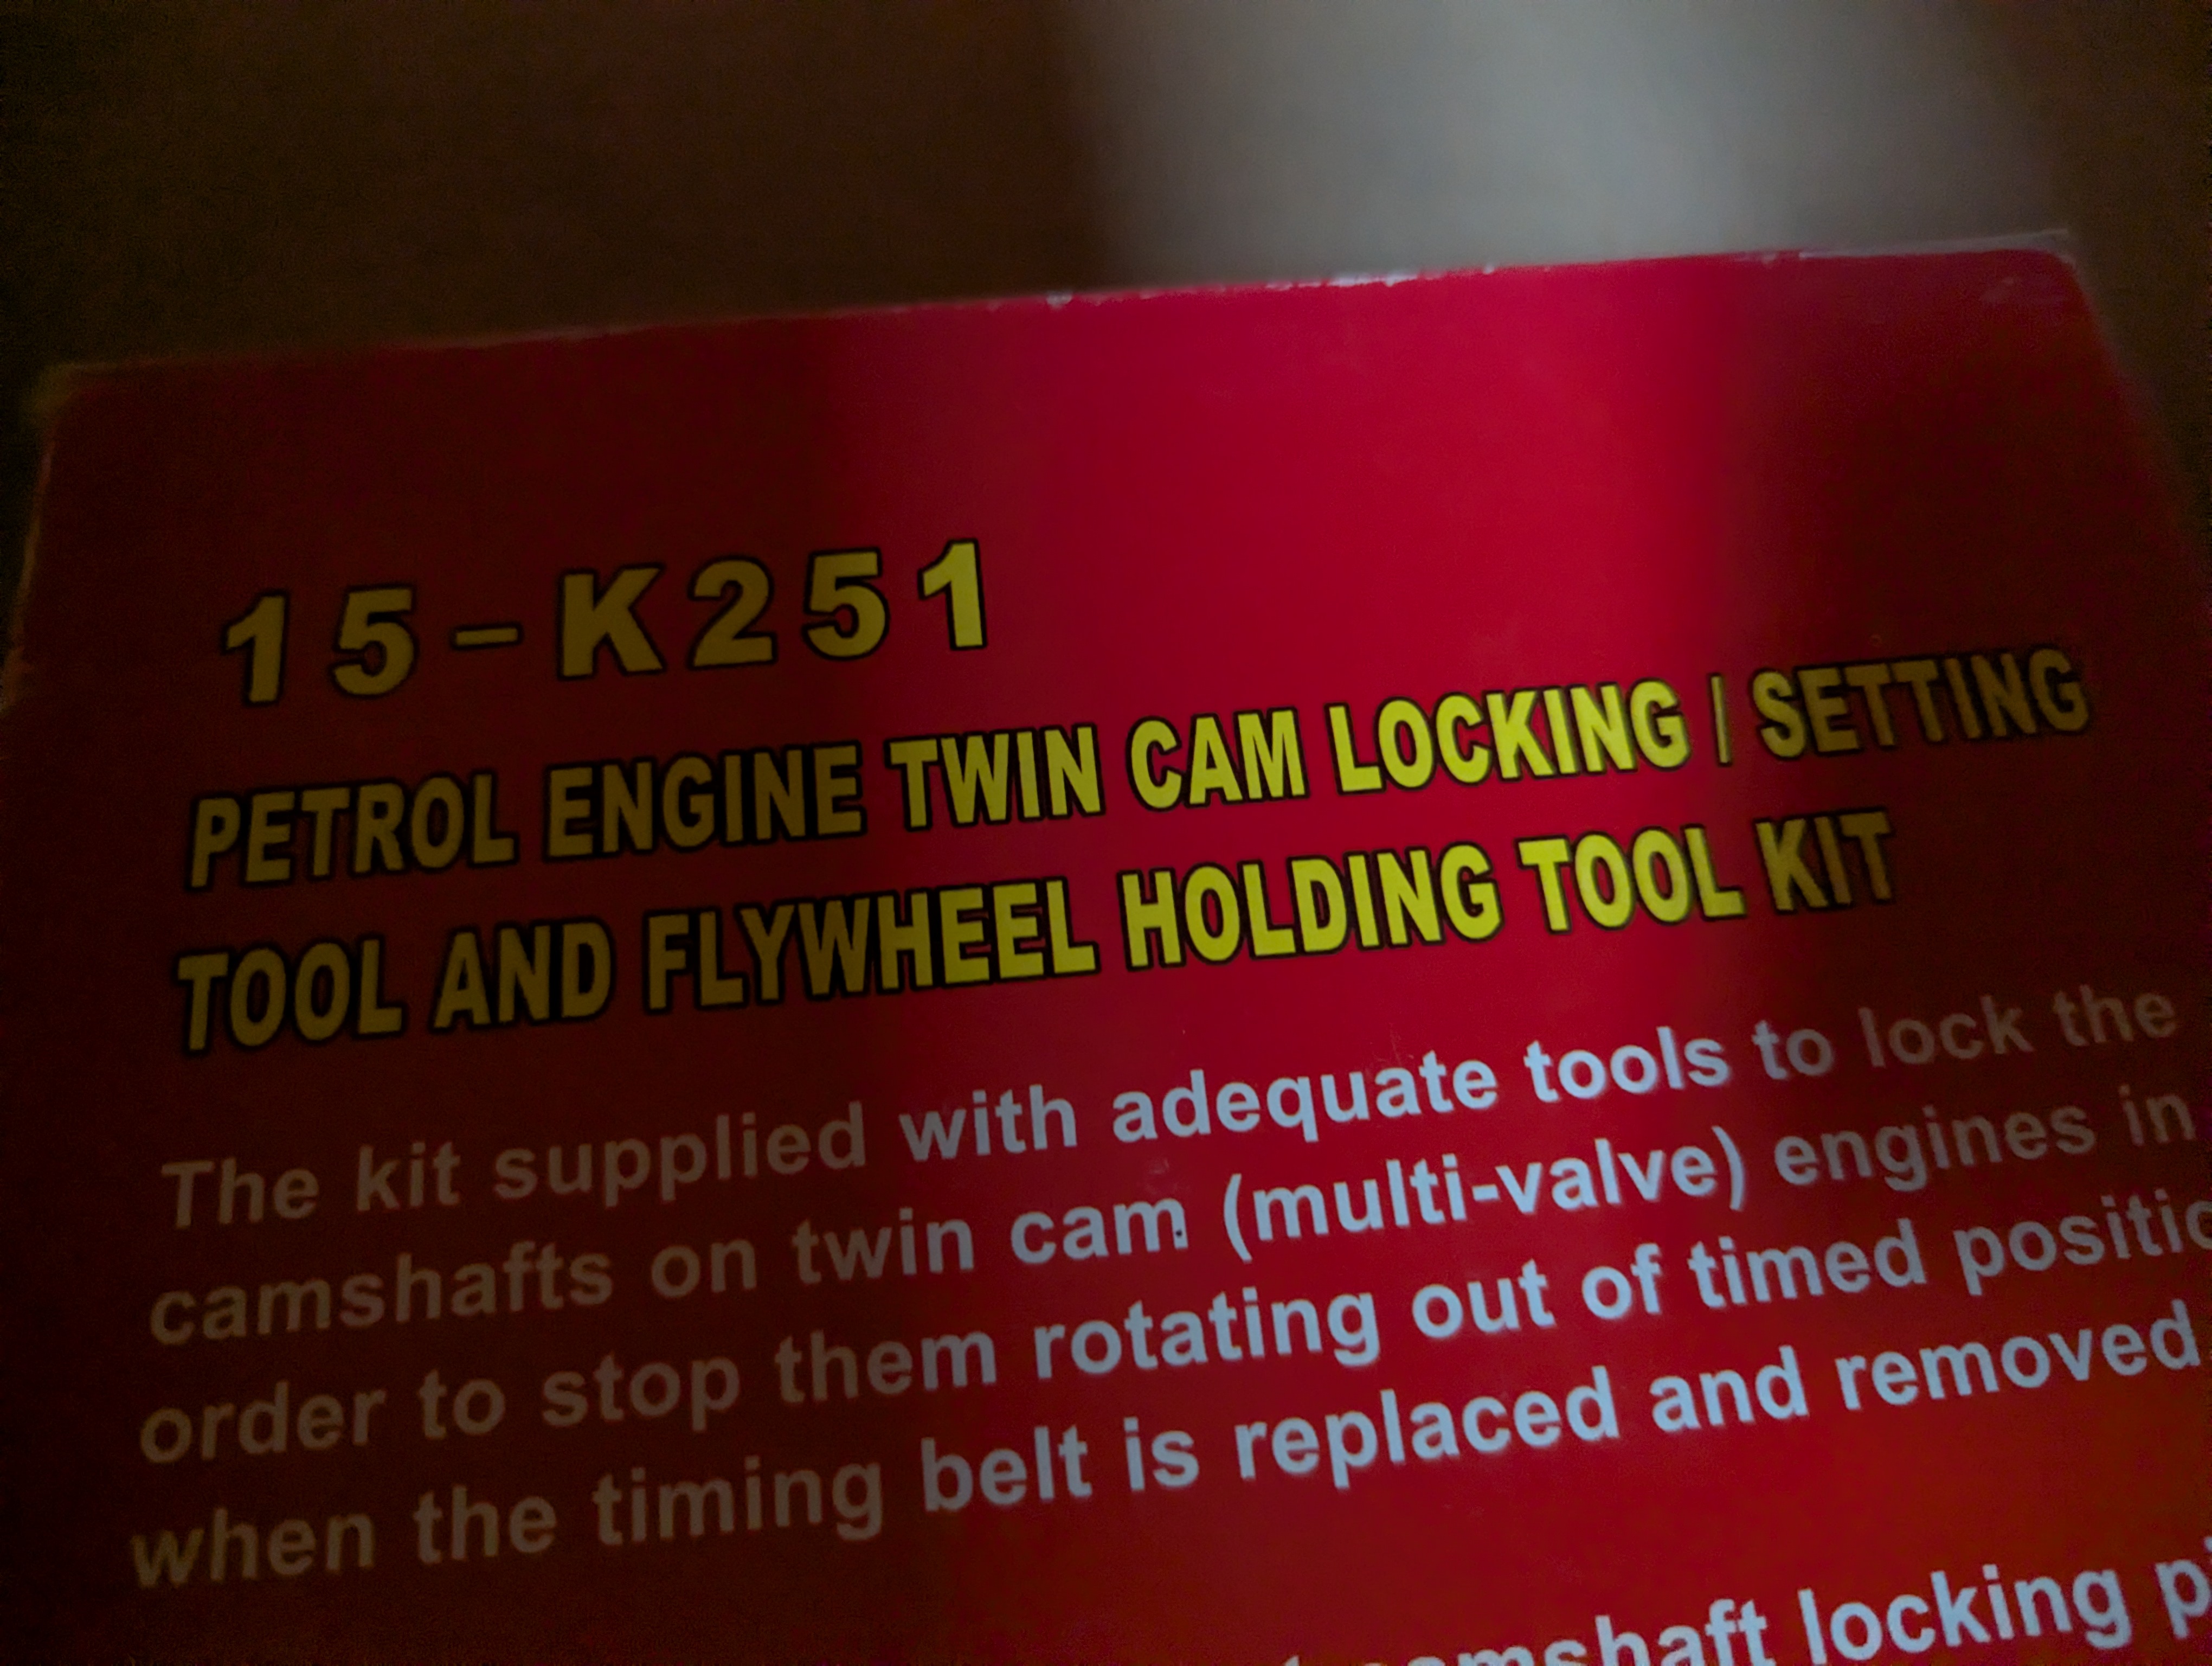 15-K251
PETROL ENGINE TWIN CAM LOCKING / SETTING
TOOL AND FLYWHEEL HOLDING TOOL KIT
The kit supplied with adequate tools to lock the
camshafts on twin cam (multi-valve) engines in
order to stop them rotating out of timed
when the timing belt is replaced and removed
locking